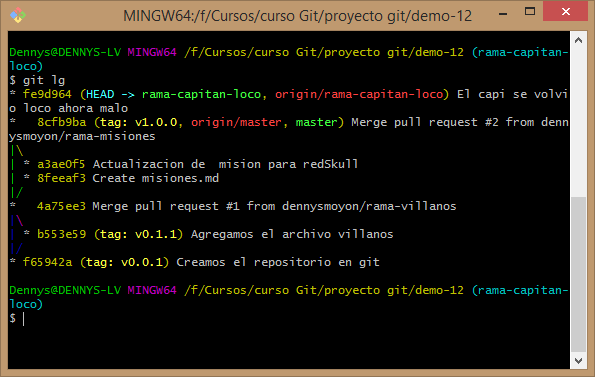 MINGW64:/f/Cursos/curso Git/proyecto git/demo-12
Dennys@DENNYS-LV MINGW64 /f/Cursos/curso Git/proyecto git/demo-12 (rama-capitan-
loco)
$ git lg
* fe9d964 (HEAD -> rama-capitan-loco, origin/rama-capitan-loco) El capi se volvi
o loco ahora malo
*   8cfb9ba (tag: v1.0.0, origin/master, master) Merge pull request #2 from denn
ysmoyon/rama-misiones
|\
| * a3ae0f5 Actualizacion de  mision para redSkull
| * 8feeaf3 Create misiones.md
|/
*   4a75ee3 Merge pull request #1 from dennysmoyon/rama-villanos
|\
| * b553e59 (tag: v0.1.1) Agregamos el archivo villanos
|/
* f65942a (tag: v0.0.1) Creamos el repositorio en git
Dennys@DENNYS-LV MINGW64 /f/Cursos/curso Git/proyecto git/demo-12 (rama-capitan-
loco)
$